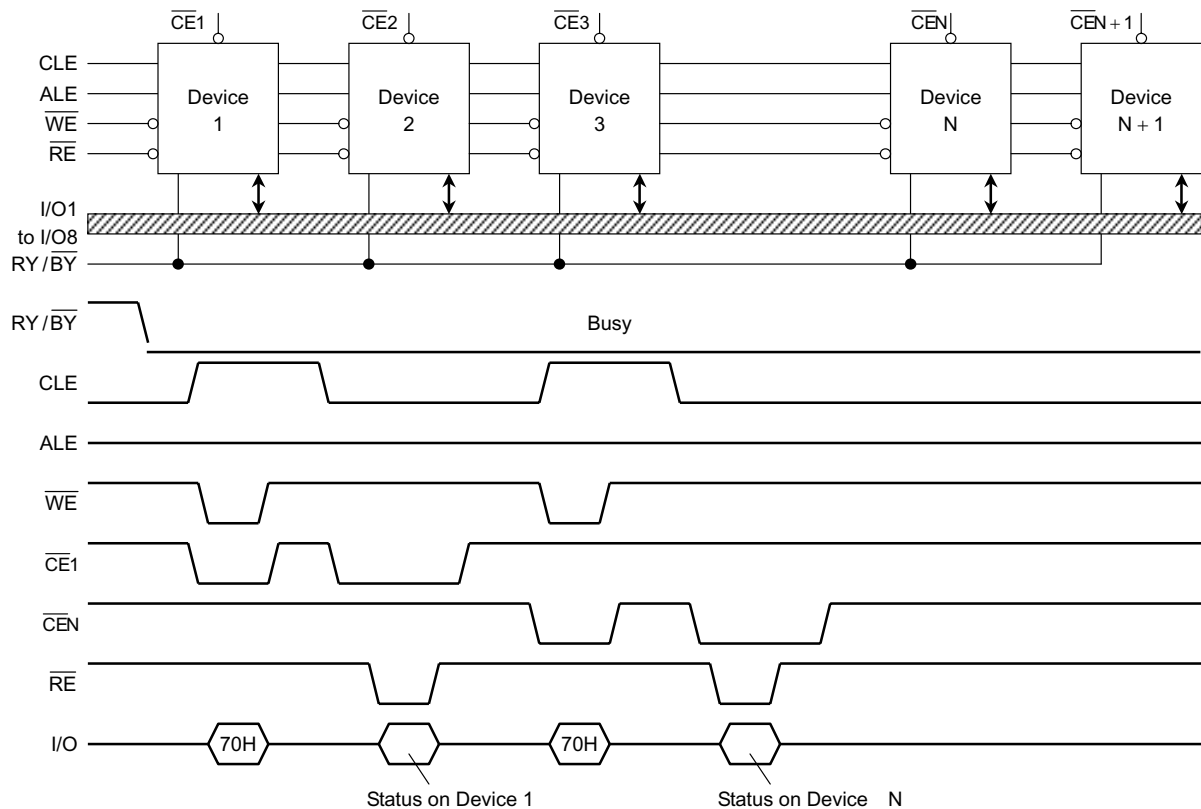 CE1 CE2 CE3 CEN CEN + 1
CLE
ALE
WE
RE
Device 1
Device 2
Device 3
Device N
Device N + 1
I/O1
to I/O8
RY / BY
RY / BY
Busy
CLE
ALE
WE
CE1
CEN
RE
I/O
70H
70H
Status on Device 1
Status on Device N